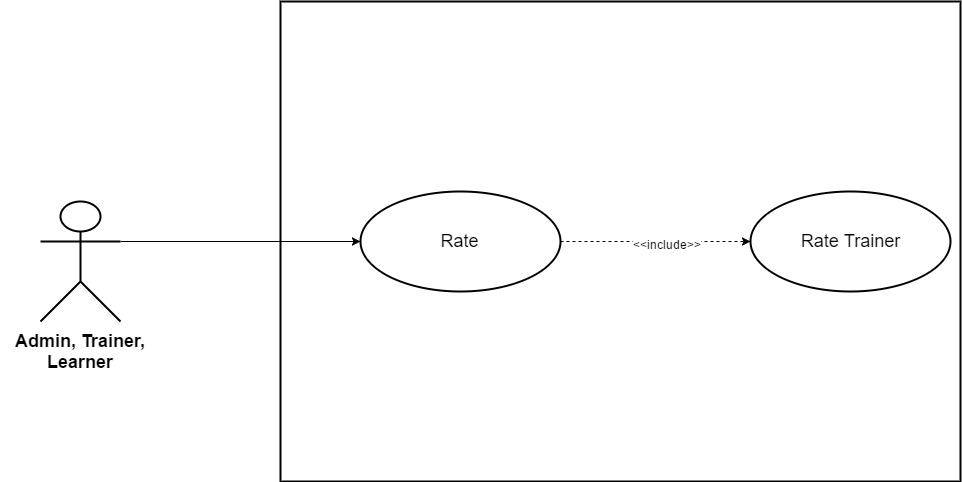 Rate
<<include>>
Rate Trainer
Admin, Trainer,
Learner